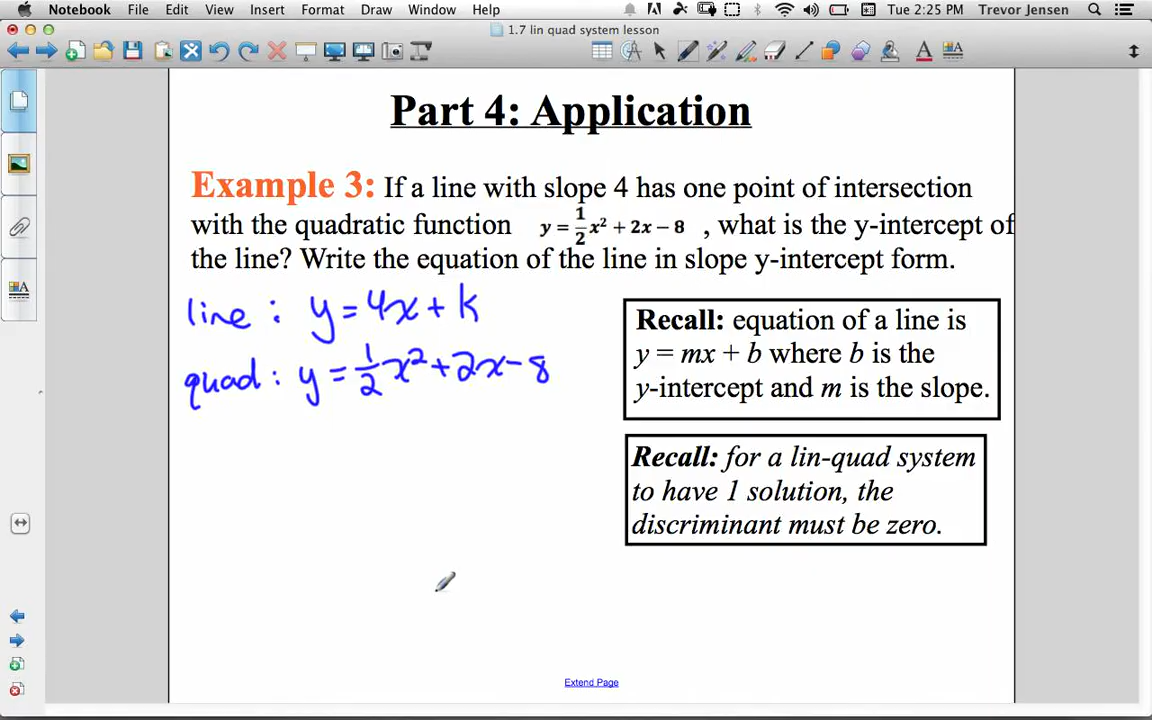 Notebook File Edit View Insert Format Draw Window Help Tue 2:25 PM Trevor Jensen
1.7 lin quad system lesson
Part 4: Application
Example 3: If a line with slope 4 has one point of intersection
with the quadratic function y = 1/2 x² + 2x − 8 , what is the y-intercept of
the line? Write the equation of the line in slope y-intercept form.
line : y = 4x + k
quad : y = 1/2 x² + 2x − 8
Recall: equation of a line is
y = mx + b where b is the
y-intercept and m is the slope.
Recall: for a lin-quad system
to have 1 solution, the
discriminant must be zero.
Extend Page